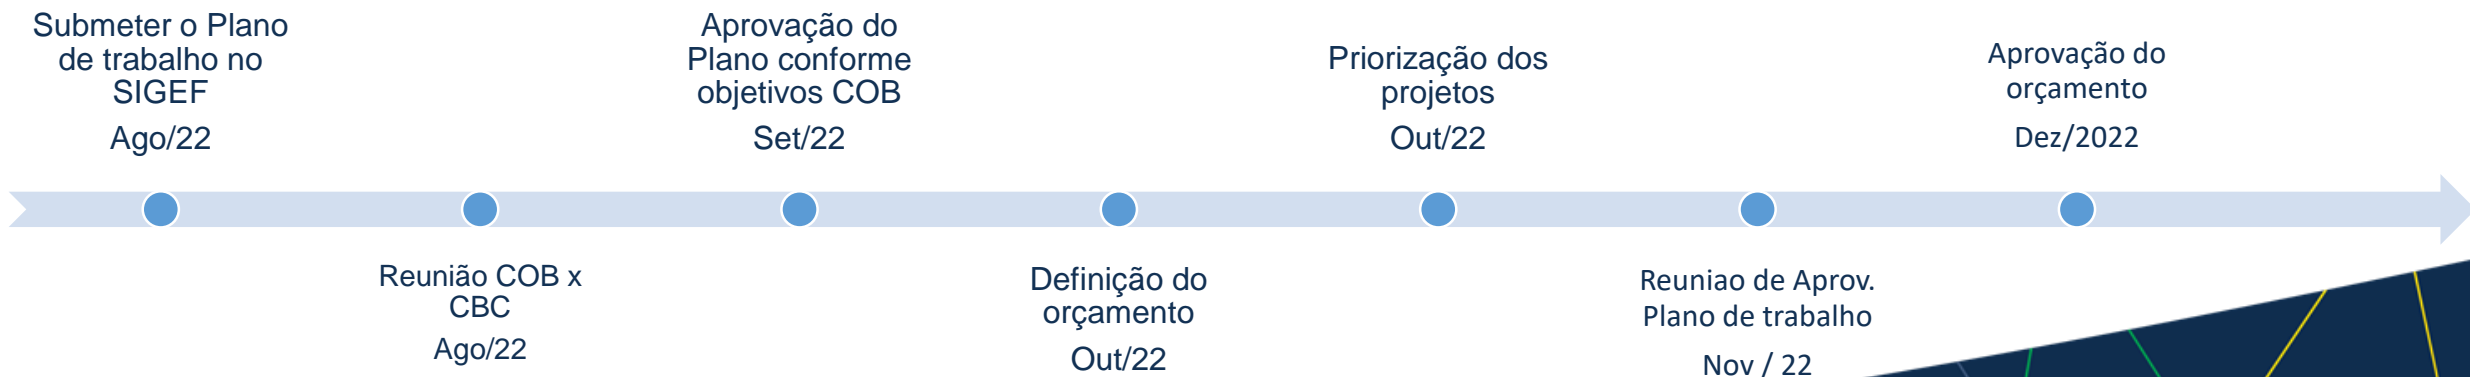 Submeter o Plano
de trabalho no
SIGEF
Ago/22
Reunião COB x
CBC
Ago/22
Aprovação do
Plano conforme
objetivos COB
Set/22
Definição do
orçamento
Out/22
Priorização dos
projetos
Out/22
Reuniao de Aprov.
Plano de trabalho
Nov / 22
Aprovação do
orçamento
Dez/2022